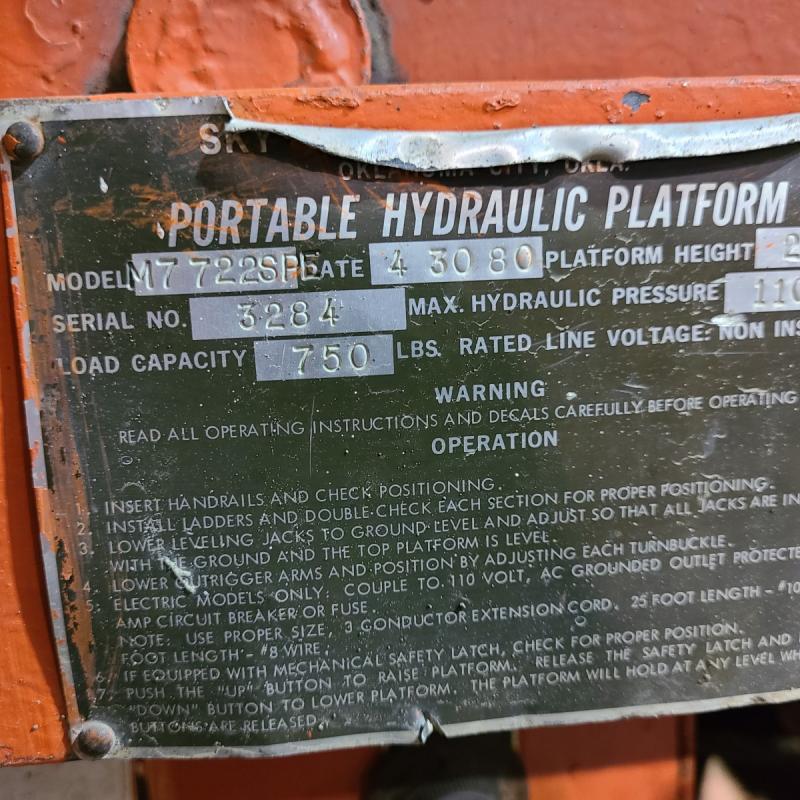 SKY
OKLAHOMA CITY, OKLA.
PORTABLE HYDRAULIC PLATFORM
MODEL M7 722SPE DATE 4 30 80 PLATFORM HEIGHT 2
SERIAL NO. 3284 MAX. HYDRAULIC PRESSURE 110
LOAD CAPACITY 750 LBS. RATED LINE VOLTAGE: NON INS
WARNING
READ ALL OPERATING INSTRUCTIONS AND DECALS CAREFULLY BEFORE OPERATING
OPERATION
1. INSERT HANDRAILS AND CHECK POSITIONING.
2. INSTALL LADDERS AND DOUBLE-CHECK EACH SECTION FOR PROPER POSITIONING.
3. LOWER LEVELING JACKS TO GROUND LEVEL AND ADJUST SO THAT ALL JACKS ARE IN
WITH THE GROUND AND THE TOP PLATFORM IS LEVEL.
4. LOWER OUTRIGGER ARMS AND POSITION BY ADJUSTING EACH TURNBUCKLE.
5. ELECTRIC MODELS ONLY: COUPLE TO 110 VOLT, AC GROUNDED OUTLET PROTECTE
AMP CIRCUIT BREAKER OR FUSE.
NOTE: USE PROPER SIZE, 3 CONDUCTOR EXTENSION CORD. 25 FOOT LENGTH - #10
FOOT LENGTH - #8 WIRE.
6. IF EQUIPPED WITH MECHANICAL SAFETY LATCH, CHECK FOR PROPER POSITION.
7. PUSH THE "UP" BUTTON TO RAISE PLATFORM. RELEASE THE SAFETY LATCH AND
"DOWN" BUTTON TO LOWER PLATFORM. THE PLATFORM WILL HOLD AT ANY LEVEL WH
BUTTONS ARE RELEASED.